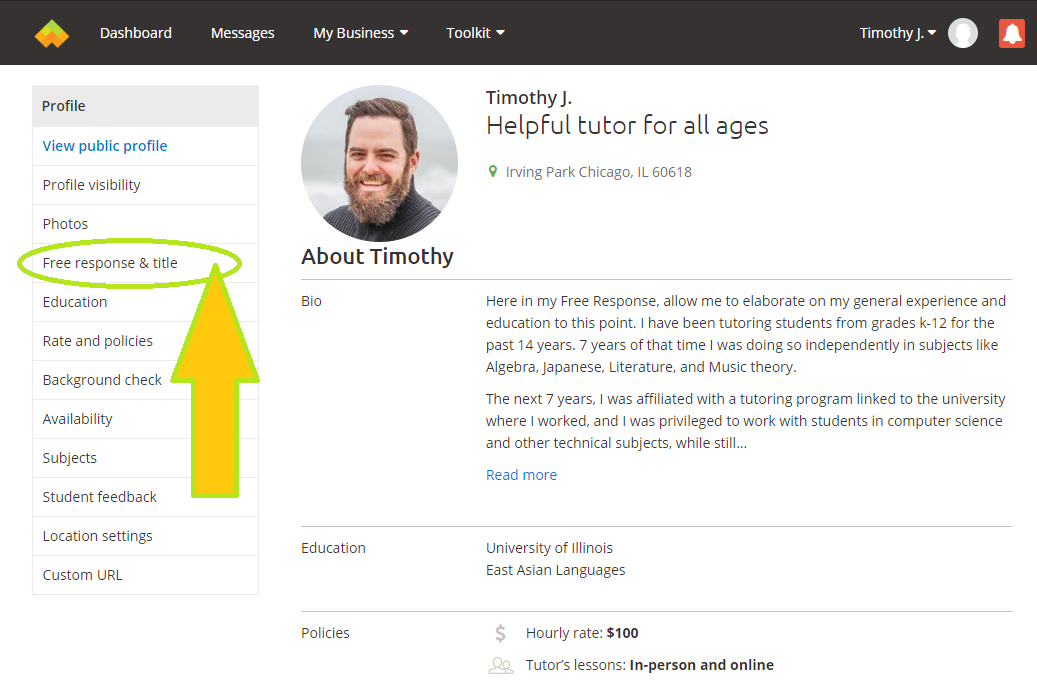 Dashboard
Messages
My Business
Toolkit
Timothy J.
Profile
View public profile
Profile visibility
Photos
Free response & title
Education
Rate and policies
Background check
Availability
Subjects
Student feedback
Location settings
Custom URL
Timothy J.
Helpful tutor for all ages
Irving Park Chicago, IL 60618
About Timothy
Bio
Here in my Free Response, allow me to elaborate on my general experience and
education to this point. I have been tutoring students from grades k-12 for the
past 14 years. 7 years of that time I was doing so independently in subjects like
Algebra, Japanese, Literature, and Music theory.
The next 7 years, I was affiliated with a tutoring program linked to the university
where I worked, and I was privileged to work with students in computer science
and other technical subjects, while still...
Read more
Education
University of Illinois
East Asian Languages
Policies
$ Hourly rate: $100
Tutor’s lessons: In-person and online